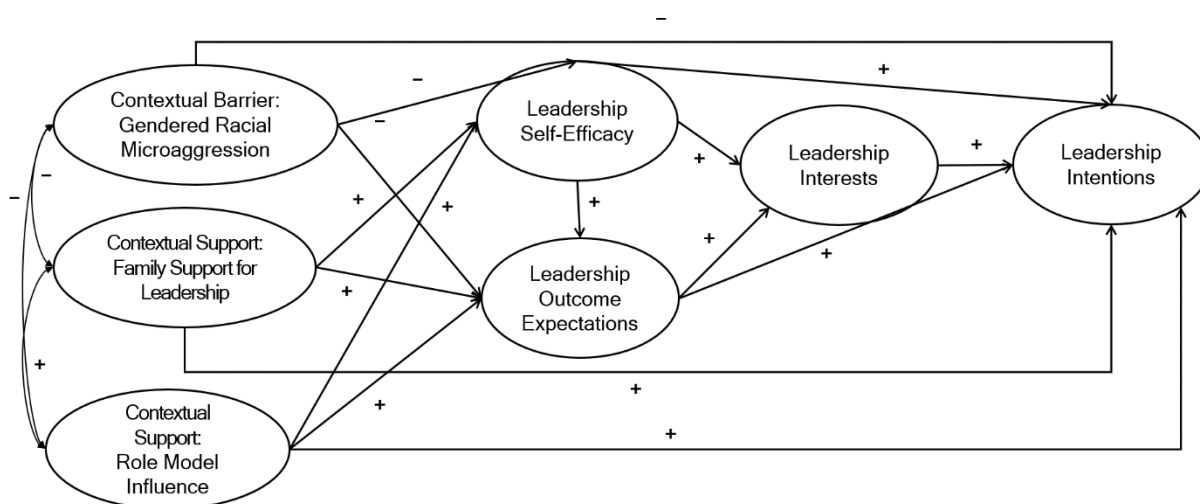 −
Contextual Barrier:
Gendered Racial
Microaggression
−
−
Leadership
Self-Efficacy
+
Leadership
Interests
+
Leadership
Intentions
−
−
Contextual Support:
Family Support for
Leadership
+
+
+
+
+
Leadership
Outcome
Expectations
+
+
+
+
+
+
Contextual
Support:
Role Model
Influence